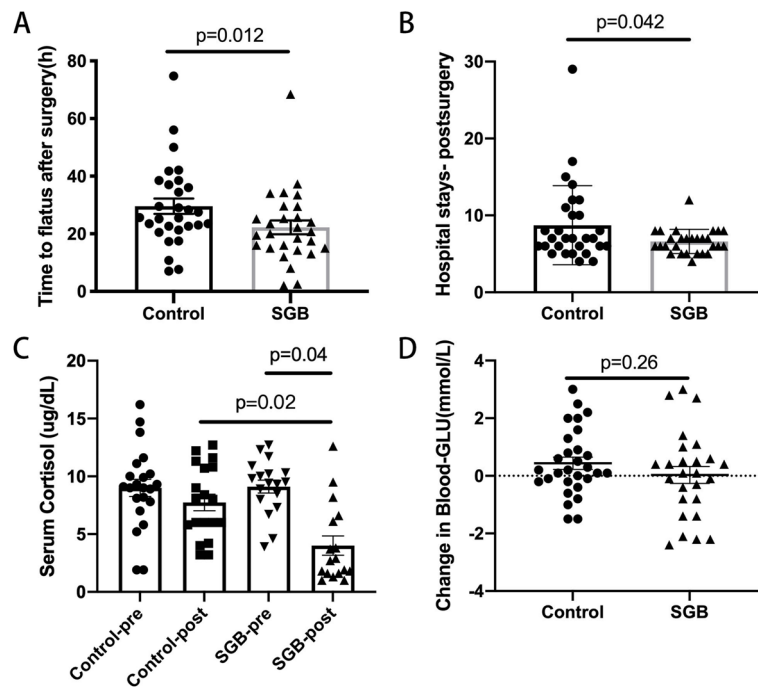 A
p=0.012
Time to flatus after surgery(h)
80
60
40
20
0
Control
SGB
B
p=0.042
Hospital stays- postsurgery
30
20
10
0
Control
SGB
C
p=0.04
p=0.02
Serum Cortisol (ug/dL)
20
15
10
5
0
Control-pre
Control-post
SGB-pre
SGB-post
D
p=0.26
Change in Blood-GLU(mmol/L)
4
2
0
-2
-4
Control
SGB